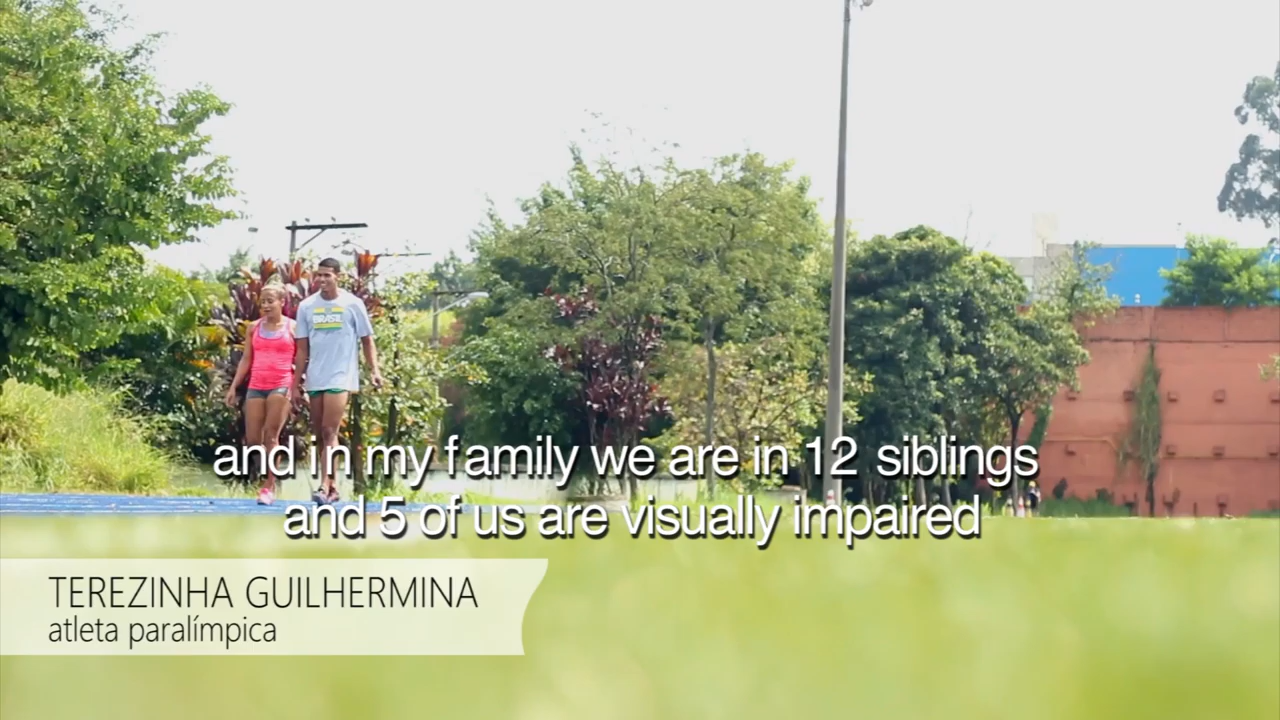 BRASIL
and in my family we are in 12 siblings
and 5 of us are visually impaired
TEREZINHA GUILHERMINA
atleta paralímpica